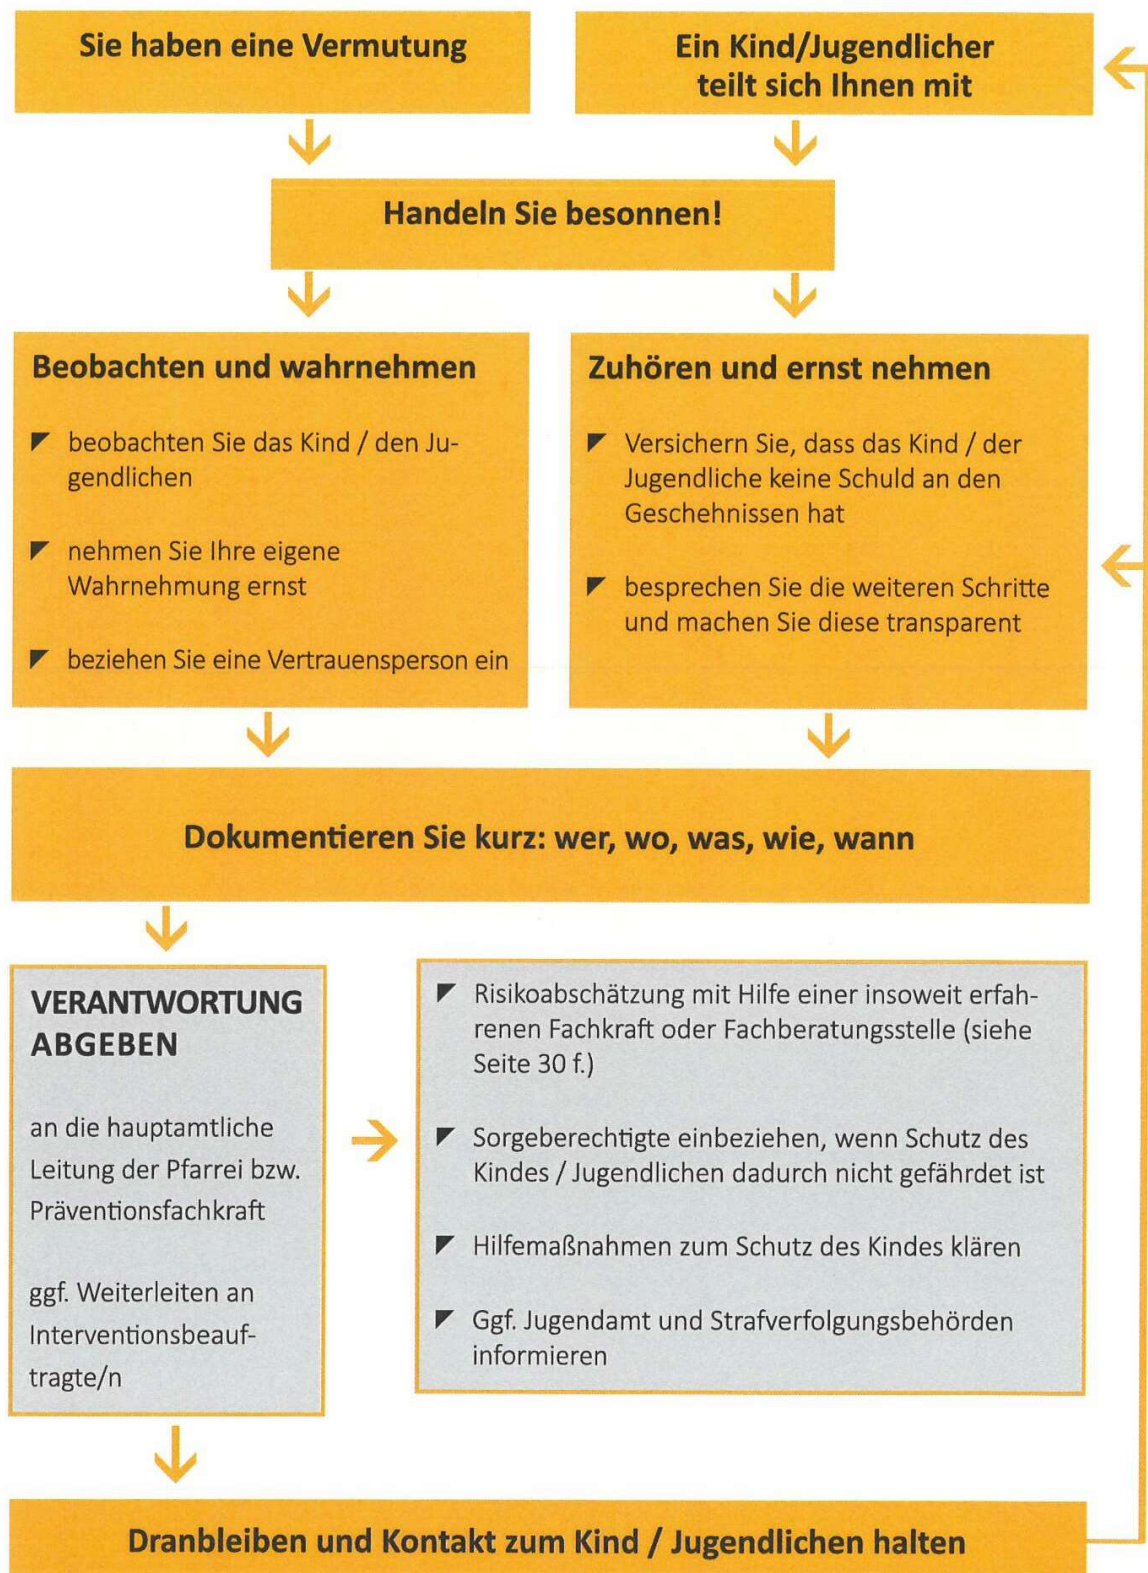 Sie haben eine Vermutung
Ein Kind/Jugendlicher
teilt sich Ihnen mit
Handeln Sie besonnen!
Beobachten und wahrnehmen
◤ beobachten Sie das Kind / den Ju-
gendlichen
◤ nehmen Sie Ihre eigene
Wahrnehmung ernst
◤ beziehen Sie eine Vertrauensperson ein
Zuhören und ernst nehmen
◤ Versichern Sie, dass das Kind / der
Jugendliche keine Schuld an den
Geschehnissen hat
◤ besprechen Sie die weiteren Schritte
und machen Sie diese transparent
Dokumentieren Sie kurz: wer, wo, was, wie, wann
VERANTWORTUNG
ABGEBEN
an die hauptamtliche
Leitung der Pfarrei bzw.
Präventionsfachkraft
ggf. Weiterleiten an
Interventionsbeauf-
tragte/n
◤ Risikoabschätzung mit Hilfe einer insoweit erfah-
renen Fachkraft oder Fachberatungsstelle (siehe
Seite 30 f.)
◤ Sorgeberechtigte einbeziehen, wenn Schutz des
Kindes / Jugendlichen dadurch nicht gefährdet ist
◤ Hilfemaßnahmen zum Schutz des Kindes klären
◤ Ggf. Jugendamt und Strafverfolgungsbehörden
informieren
Dranbleiben und Kontakt zum Kind / Jugendlichen halten